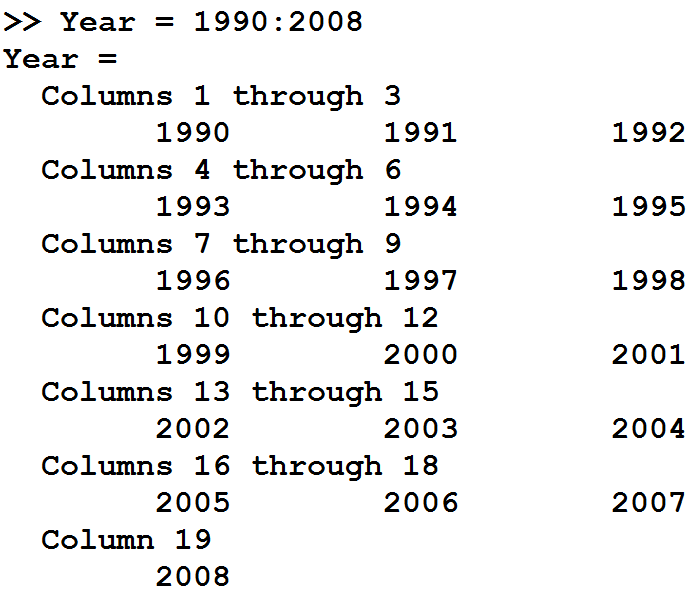 >> Year = 1990:2008
Year =
Columns 1 through 3
1990 1991 1992
Columns 4 through 6
1993 1994 1995
Columns 7 through 9
1996 1997 1998
Columns 10 through 12
1999 2000 2001
Columns 13 through 15
2002 2003 2004
Columns 16 through 18
2005 2006 2007
Column 19
2008